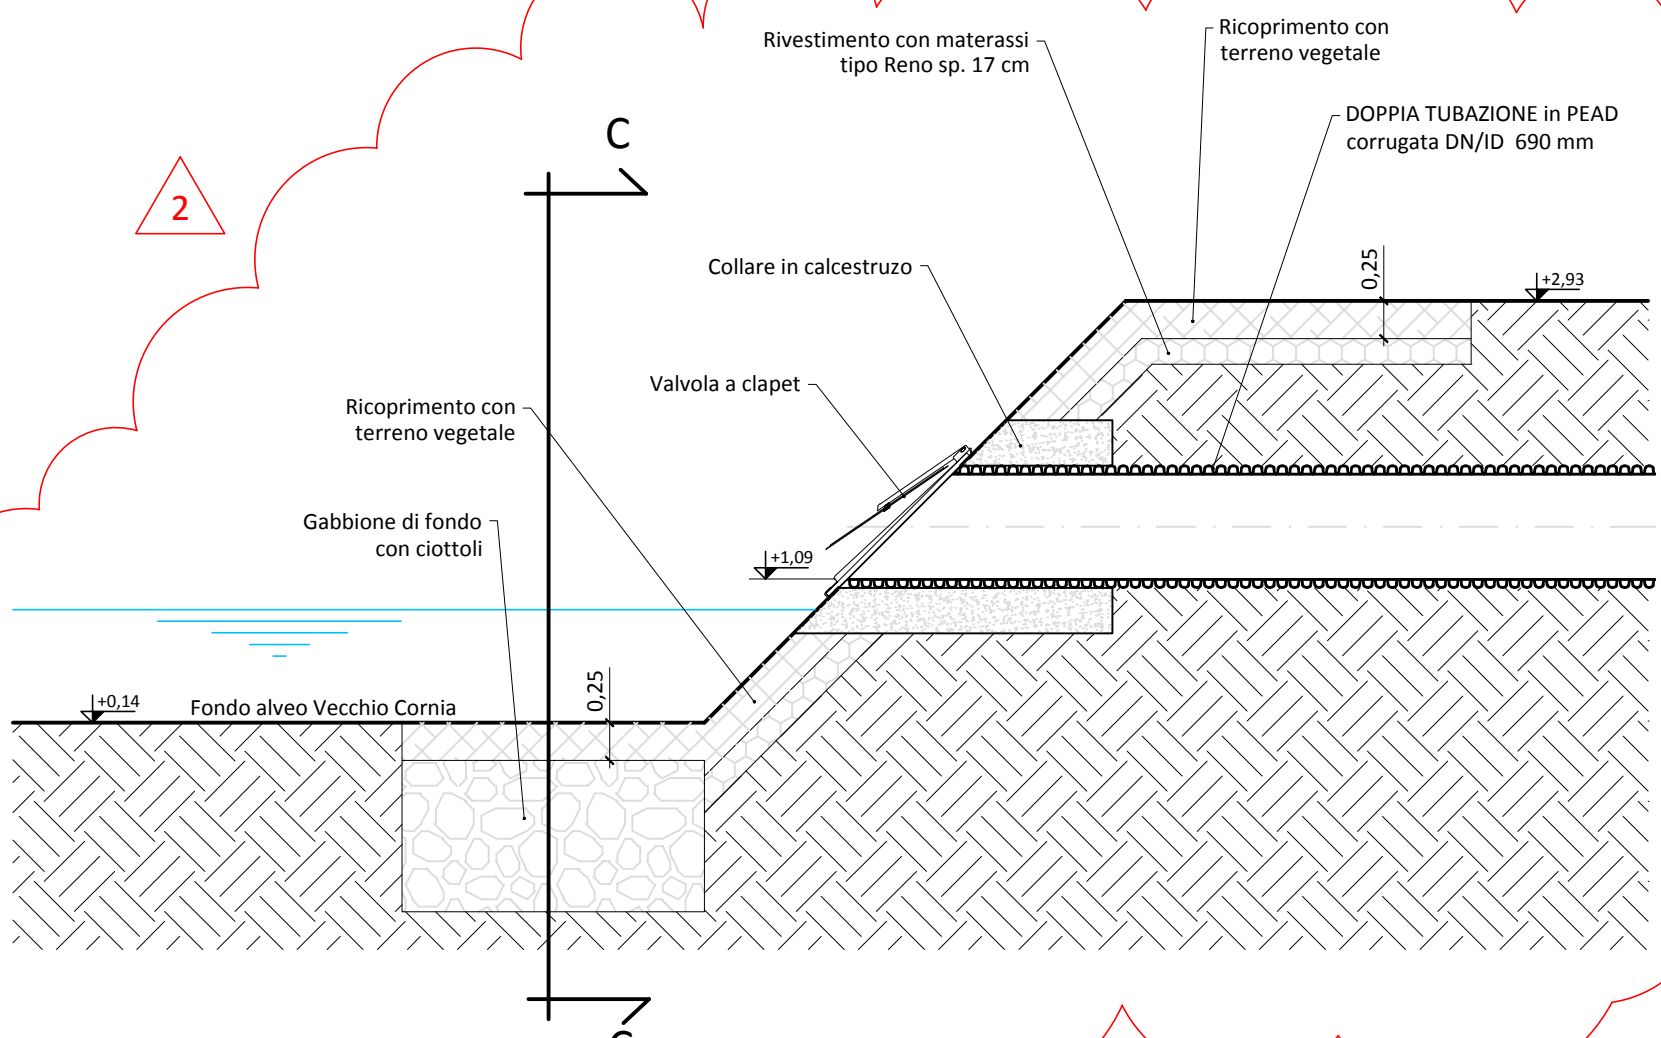 Rivestimento con materassi
tipo Reno sp. 17 cm
Ricoprimento con
terreno vegetale
DOPPIA TUBAZIONE in PEAD
corrugata DN/ID 690 mm
C
2
Collare in calcestruzo
0,25
+2,93
Valvola a clapet
Ricoprimento con
terreno vegetale
Gabbione di fondo
con ciottoli
+1,09
0,25
+0,14
Fondo alveo Vecchio Cornia